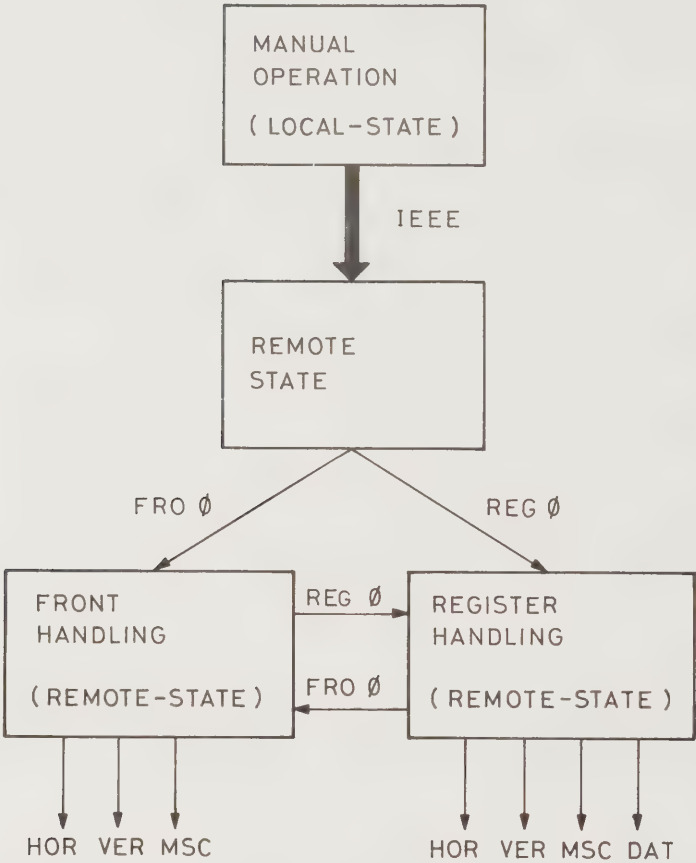 MANUAL
OPERATION
(LOCAL-STATE)
IEEE
REMOTE
STATE
FRO Ø
REG Ø
FRONT
HANDLING
(REMOTE-STATE)
REG Ø
FRO Ø
REGISTER
HANDLING
(REMOTE-STATE)
HOR VER MSC
HOR VER MSC DAT